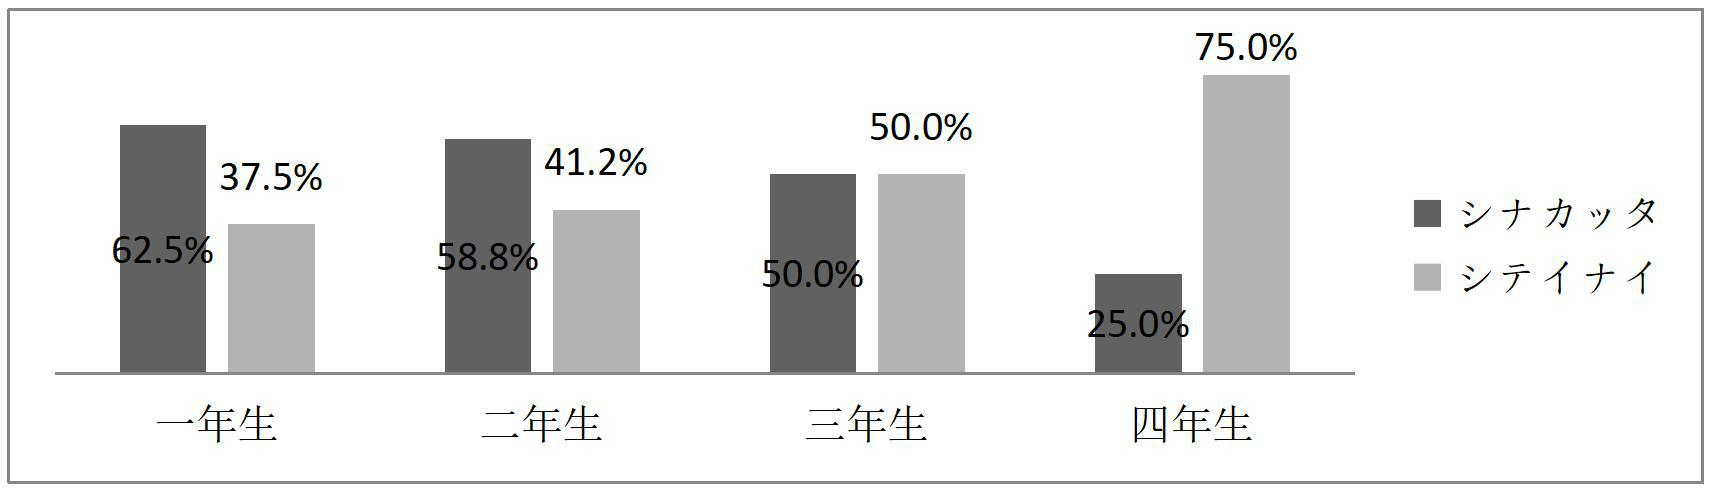 75.0%
50.0%
41.2%
37.5%
62.5%
58.8%
50.0%
25.0%
シナカッタ
シテイナイ
一年生
二年生
三年生
四年生